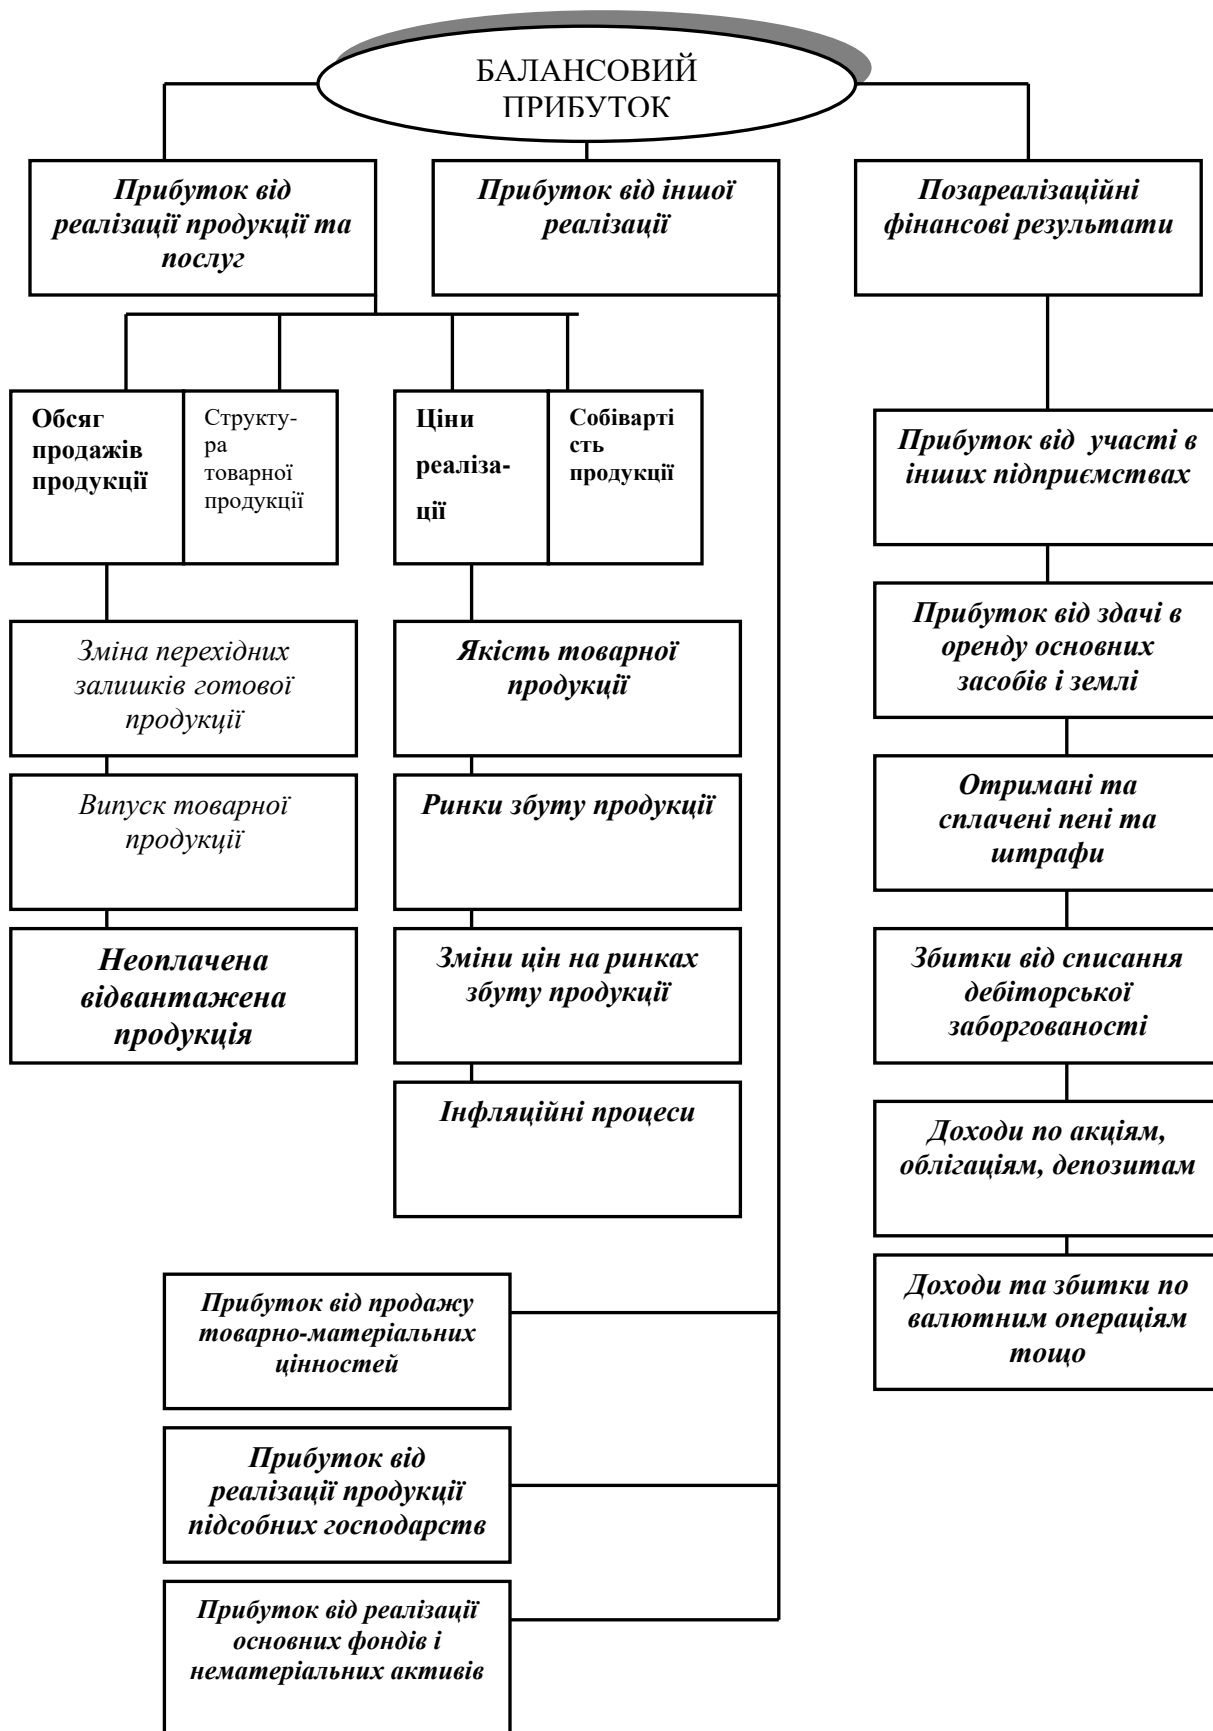 БАЛАНСОВИЙ
ПРИБУТОК
Прибуток від
реалізації продукції та
послуг
Прибуток від іншої
реалізації
Позареалізаційні
фінансові результати
Обсяг
продажів
продукції
Структу-
ра
товарної
продукції
Ціни
реаліза-
ції
Собіварті
сть
продукції
Прибуток від участі в
інших підприємствах
Зміна перехідних
залишків готової
продукції
Якість товарної
продукції
Прибуток від здачі в
оренду основних
засобів і землі
Випуск товарної
продукції
Ринки збуту продукції
Отримані та
сплачені пені та
штрафи
Неоплачена
відвантажена
продукція
Зміни цін на ринках
збуту продукції
Збитки від списання
дебіторської
заборгованості
Інфляційні процеси
Доходи по акціям,
облігаціям, депозитам
Прибуток від продажу
товарно-матеріальних
цінностей
Доходи та збитки по
валютним операціям
тощо
Прибуток від
реалізації продукції
підсобних господарств
Прибуток від реалізації
основних фондів і
нематеріальних активів